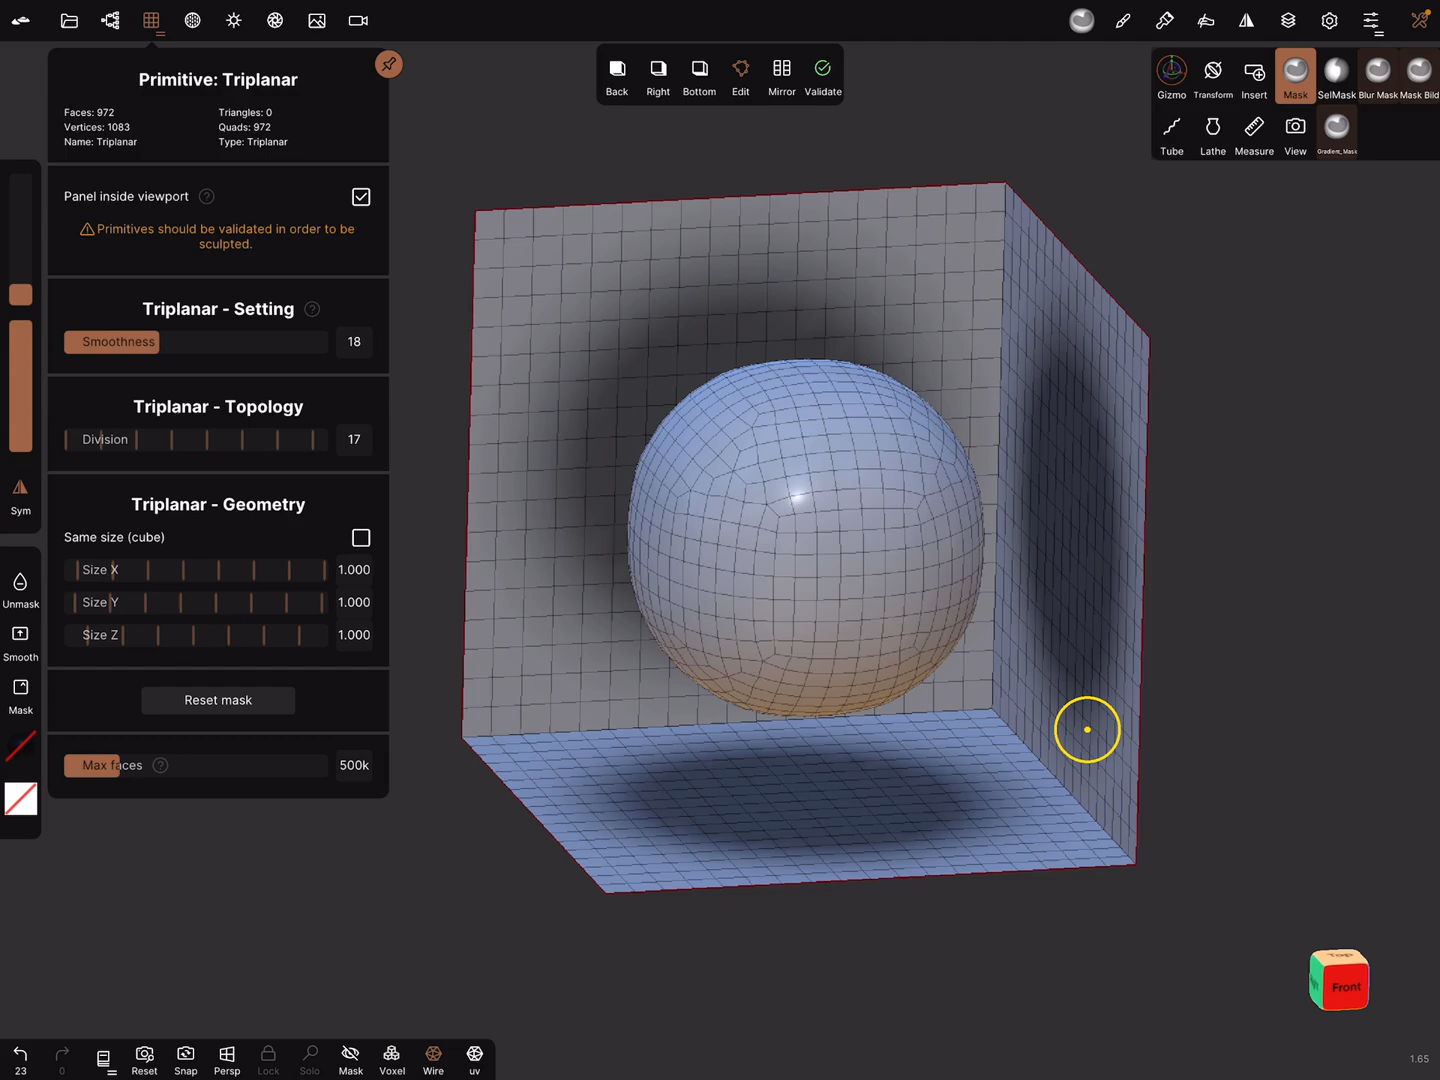 Primitive: Triplanar
Faces: 972
Triangles: 0
Vertices: 1083
Quads: 972
Name: Triplanar
Type: Triplanar
Panel inside viewport ?
Primitives should be validated in order to be
sculpted.
Triplanar - Setting ?
Smoothness 18
Triplanar - Topology
Division 17
Triplanar - Geometry
Same size (cube)
Size X 1.000
Size Y 1.000
Size Z 1.000
Reset mask
Max faces ? 500k
Sym
Unmask
Smooth
Mask
Back Right Bottom Edit Mirror Validate
Gizmo Transform Insert Mask SelMask Blur Mask Mask Bild
Tube Lathe Measure View Gradient_Mask
Top
Front
23 0 Reset Snap Persp Lock Solo Mask Voxel Wire uv
1.65